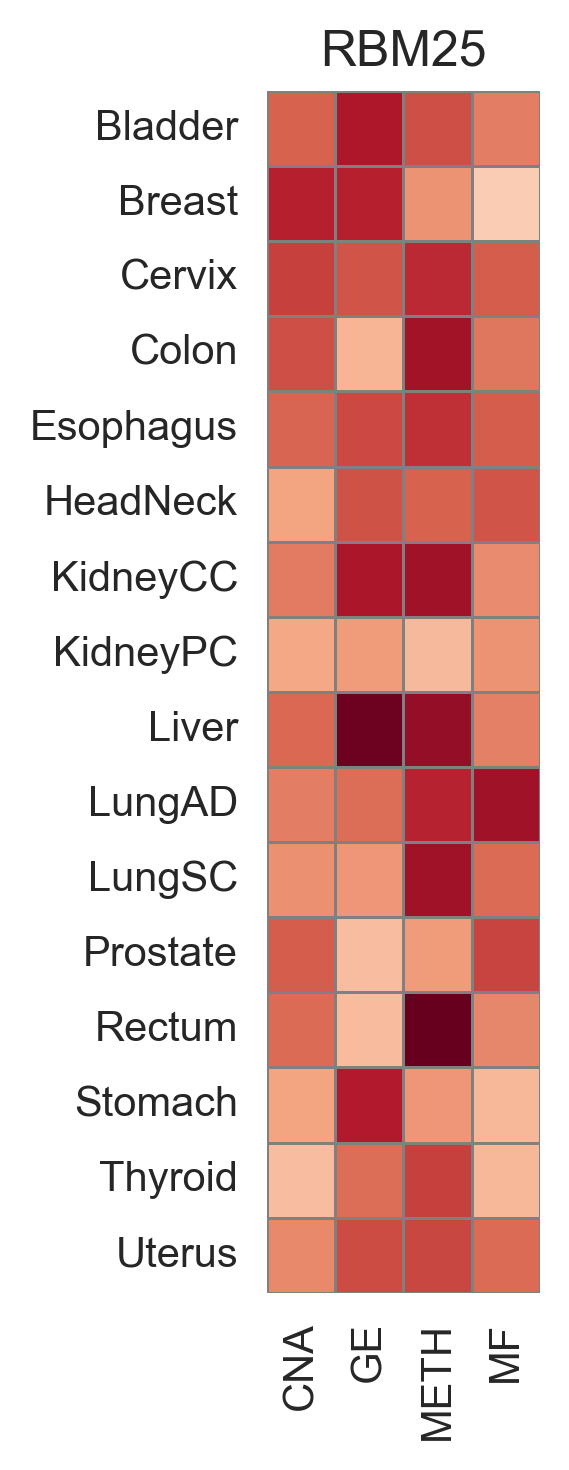 RBM25
Bladder
Breast
Cervix
Colon
Esophagus
HeadNeck
KidneyCC
KidneyPC
Liver
LungAD
LungSC
Prostate
Rectum
Stomach
Thyroid
Uterus
CNA
GE
METH
MF